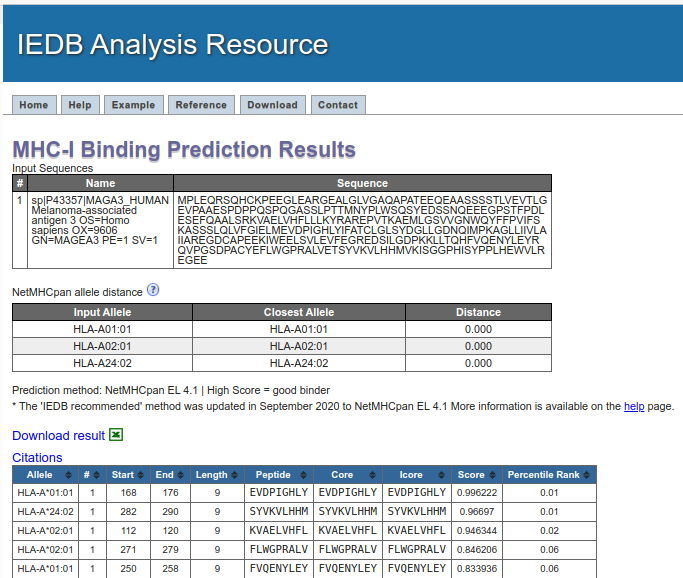 IEDB Analysis Resource
Home Help Example Reference Download Contact
MHC-I Binding Prediction Results
Input Sequences
# Name Sequence
1 sp|P43357|MAGA3_HUMAN MPLEQRSQHCKPEEGLEARGEALGLVGAQAPATEEQEAASSSSTLVEVTLG
Melanoma-associated EVPAAESPDPPQSPQGASSLPTTMNYPLWSQSYEDSSNQEEEGPSTFPDL
antigen 3 OS=Homo ESEFQAALSRKVAELVHFLLLKYRAREPVTKAEMLGSVVGNWQYFFPVIFS
sapiens OX=9606 KASSSLQLVFGIELMEVDPIGHLYIFATCLGLSYDGLLGDNQIMPKAGLLIIVLA
GN=MAGEA3 PE=1 SV=1 IIAREGDCAPEEKIWEELSVLEVFEGREDSILGDPKKLLTQHFVQENYLEYR
QVPGSDPACYEFLWGPRALVETSYVKVLHHMVKISGGPHISYPPLHEWVLR
EGEE
NetMHCpan allele distance ?
Input Allele Closest Allele Distance
HLA-A01:01 HLA-A01:01 0.000
HLA-A02:01 HLA-A02:01 0.000
HLA-A24:02 HLA-A24:02 0.000
Prediction method: NetMHCpan EL 4.1 | High Score = good binder
* The 'IEDB recommended' method was updated in September 2020 to NetMHCpan EL 4.1 More information is available on the help page.
Download result
Citations
Allele # Start End Length Peptide Core Icore Score Percentile Rank
HLA-A*01:01 1 168 176 9 EVDPIGHLY EVDPIGHLY EVDPIGHLY 0.996222 0.01
HLA-A*24:02 1 282 290 9 SYVKVLHHM SYVKVLHHM SYVKVLHHM 0.96697 0.01
HLA-A*02:01 1 112 120 9 KVAELVHFL KVAELVHFL KVAELVHFL 0.946344 0.02
HLA-A*02:01 1 271 279 9 FLWGPRALV FLWGPRALV FLWGPRALV 0.846206 0.06
HLA-A*01:01 1 250 258 9 FVQENYLEY FVQENYLEY FVQENYLEY 0.833936 0.06